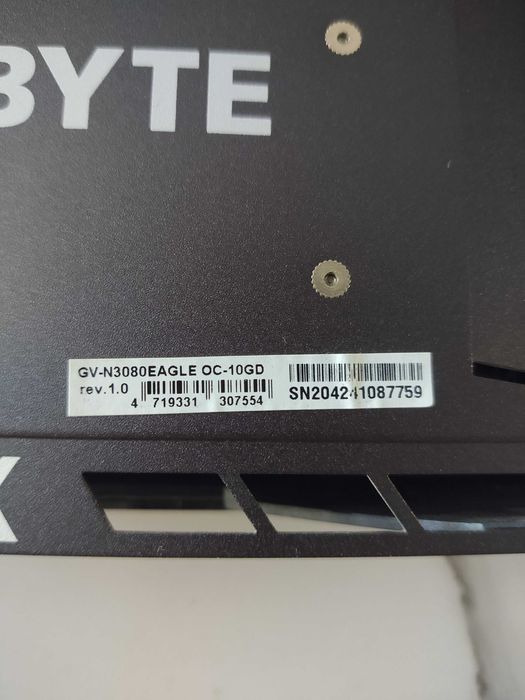 BYTE
GV-N3080EAGLE OC-10GD
rev.1.0
4 719331 307554
SN204241087759
X